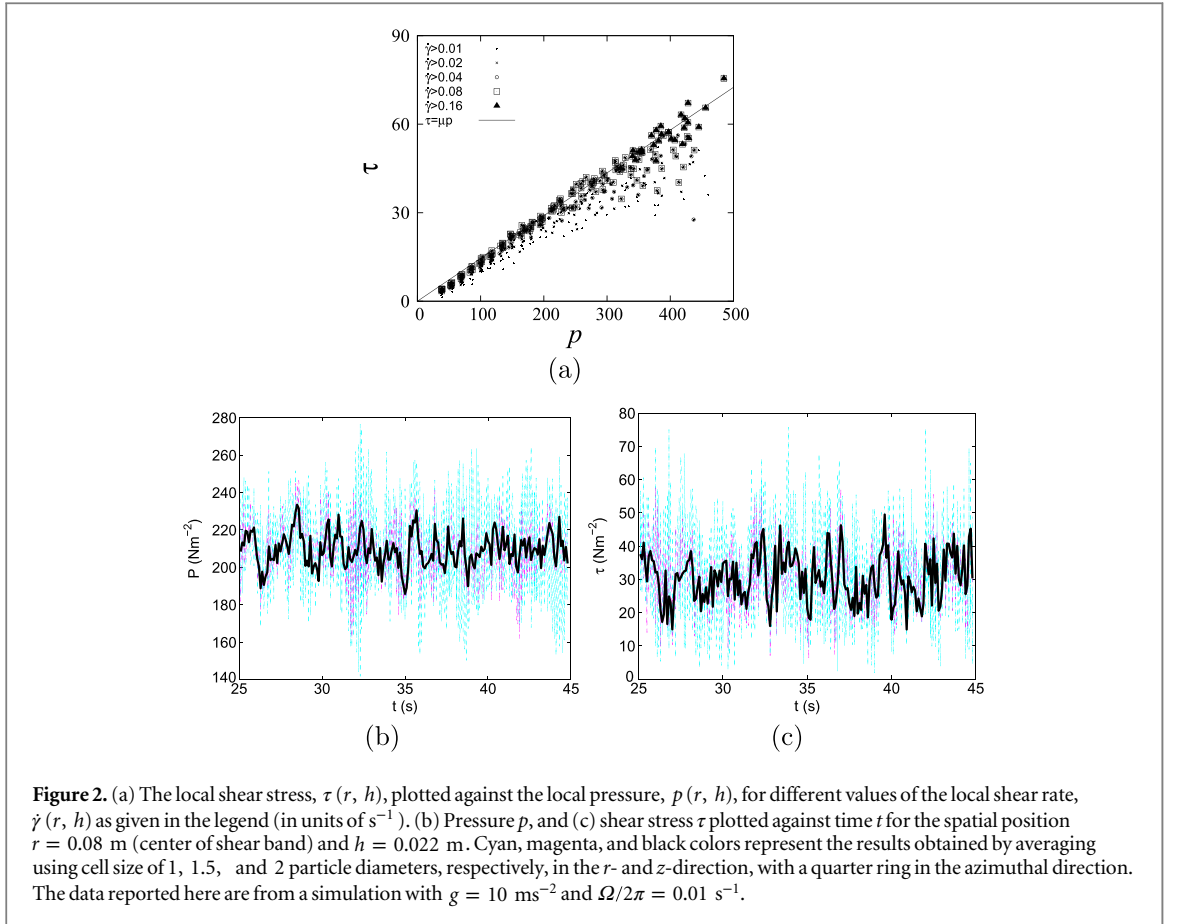 90
60
30
0
τ
γ̇>0.01
γ̇>0.02
γ̇>0.04
γ̇>0.08
γ̇>0.16
τ=μp
0 100 200 300 400 500
p
(a)
280
260
240
220
200
180
160
140
P (Nm⁻²)
25 30 35 40 45
t (s)
(b)
80
70
60
50
40
30
20
10
0
τ (Nm⁻²)
25 30 35 40 45
t (s)
(c)
Figure 2. (a) The local shear stress, τ (r, h), plotted against the local pressure, p (r, h), for different values of the local shear rate,
γ̇ (r, h) as given in the legend (in units of s⁻¹). (b) Pressure p, and (c) shear stress τ plotted against time t for the spatial position
r = 0.08 m (center of shear band) and h = 0.022 m. Cyan, magenta, and black colors represent the results obtained by averaging
using cell size of 1, 1.5, and 2 particle diameters, respectively, in the r- and z-direction, with a quarter ring in the azimuthal direction.
The data reported here are from a simulation with g = 10 ms⁻² and Ω/2π = 0.01 s⁻¹.